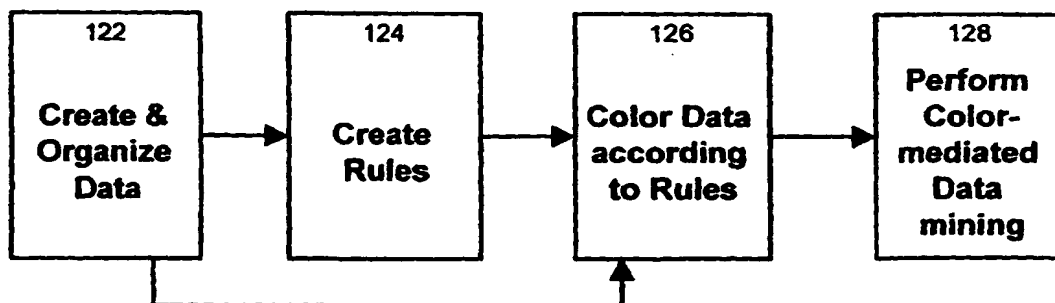 122
Create &
Organize
Data
124
Create
Rules
126
Color Data
according
to Rules
128
Perform
Color-
mediated
Data
mining